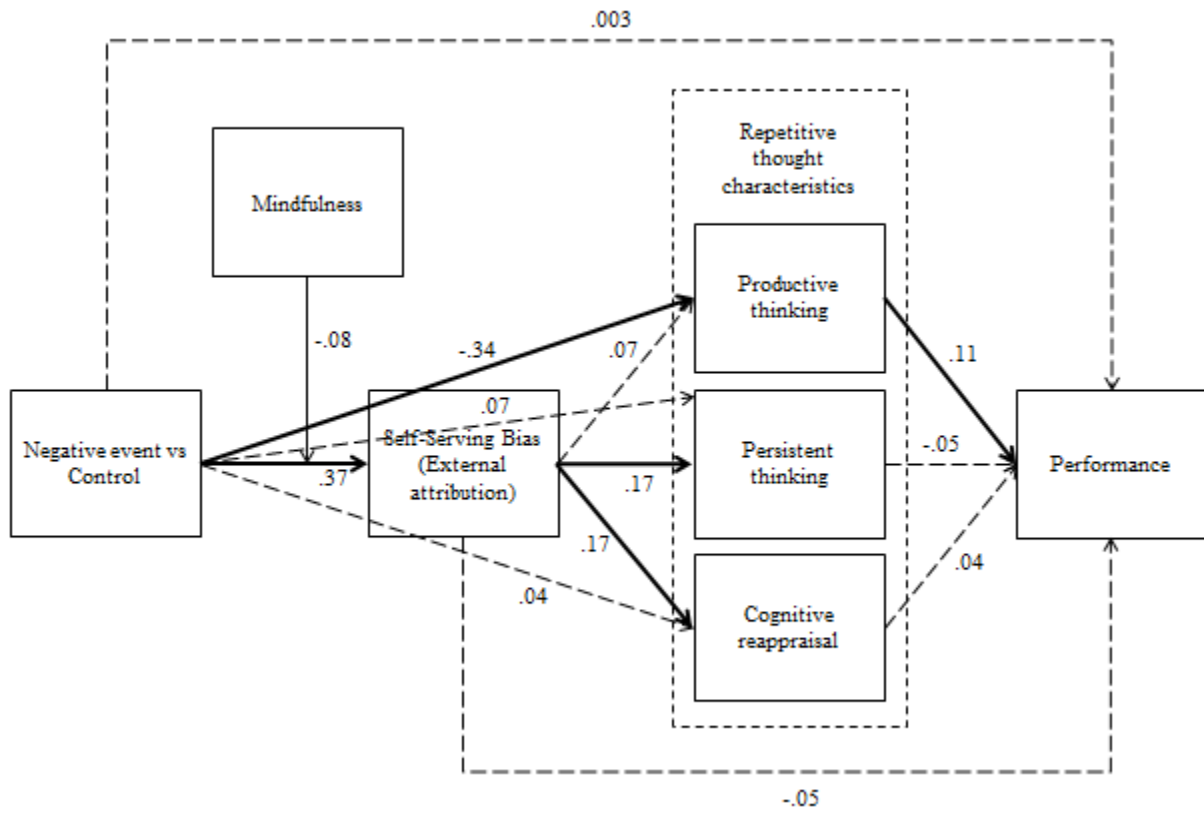 .003
Repetitive
thought
characteristics
Mindfulness
Productive
thinking
-.08
-.34
.07
.11
.07
Negative event vs
Control
.37
Self-Serving Bias
(External
attribution)
.17
Persistent
thinking
-.05
Performance
.17
.04
.04
Cognitive
reappraisal
-.05